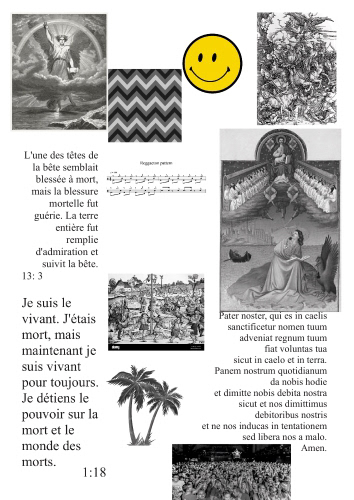 L'une des têtes de
la bête semblait
blessée à mort,
mais la blessure
mortelle fut
guérie. La terre
entière fut
remplie
d'admiration et
suivit la bête.
13: 3
Reggaeton pattern
Je suis le
vivant. J'étais
mort, mais
maintenant je
suis vivant
pour toujours.
Je détiens le
pouvoir sur la
mort et le
monde des
morts.
1:18
Pater noster, qui es in caelis
sanctificetur nomen tuum
adveniat regnum tuum
fiat voluntas tua
sicut in caelo et in terra.
Panem nostrum quotidianum
da nobis hodie
et dimitte nobis debita nostra
sicut et nos dimittimus
debitoribus nostris
et ne nos inducas in tentationem
sed libera nos a malo.
Amen.